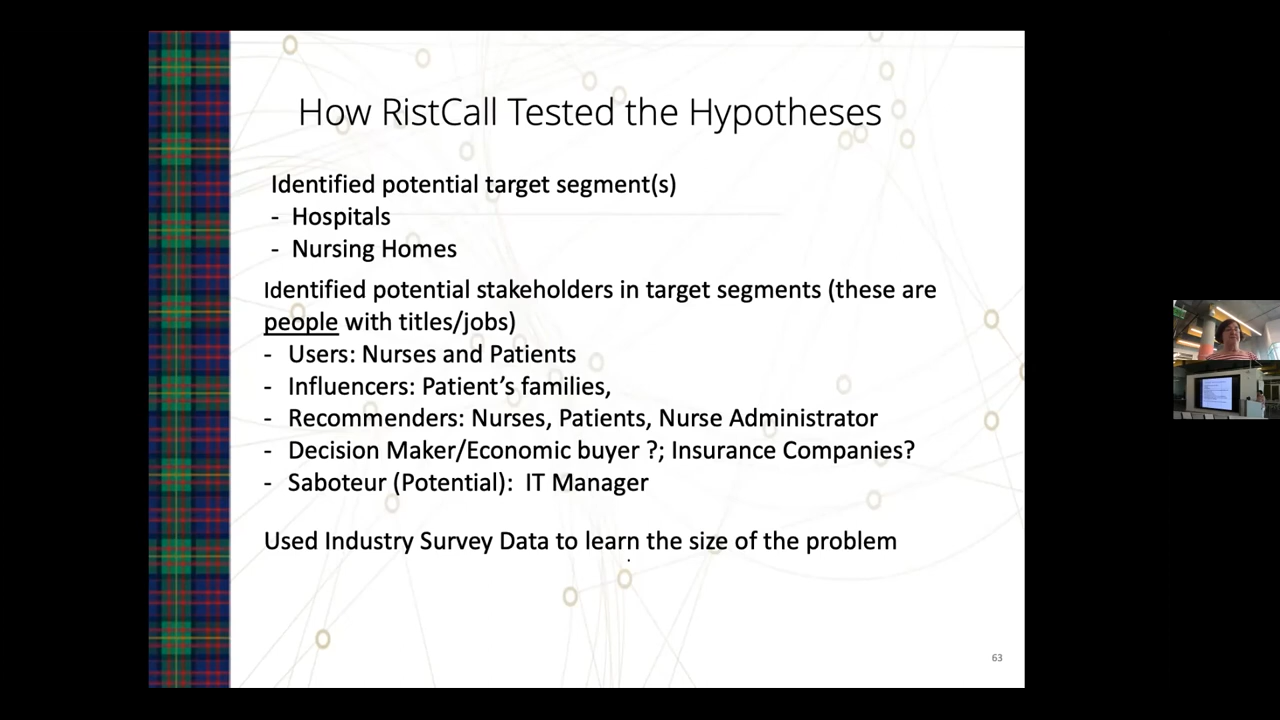 How RistCall Tested the Hypotheses
Identified potential target segment(s)
- Hospitals
- Nursing Homes
Identified potential stakeholders in target segments (these are
people with titles/jobs)
- Users: Nurses and Patients
- Influencers: Patient's families,
- Recommenders: Nurses, Patients, Nurse Administrator
- Decision Maker/Economic buyer ?; Insurance Companies?
- Saboteur (Potential): IT Manager
Used Industry Survey Data to learn the size of the problem
.
63